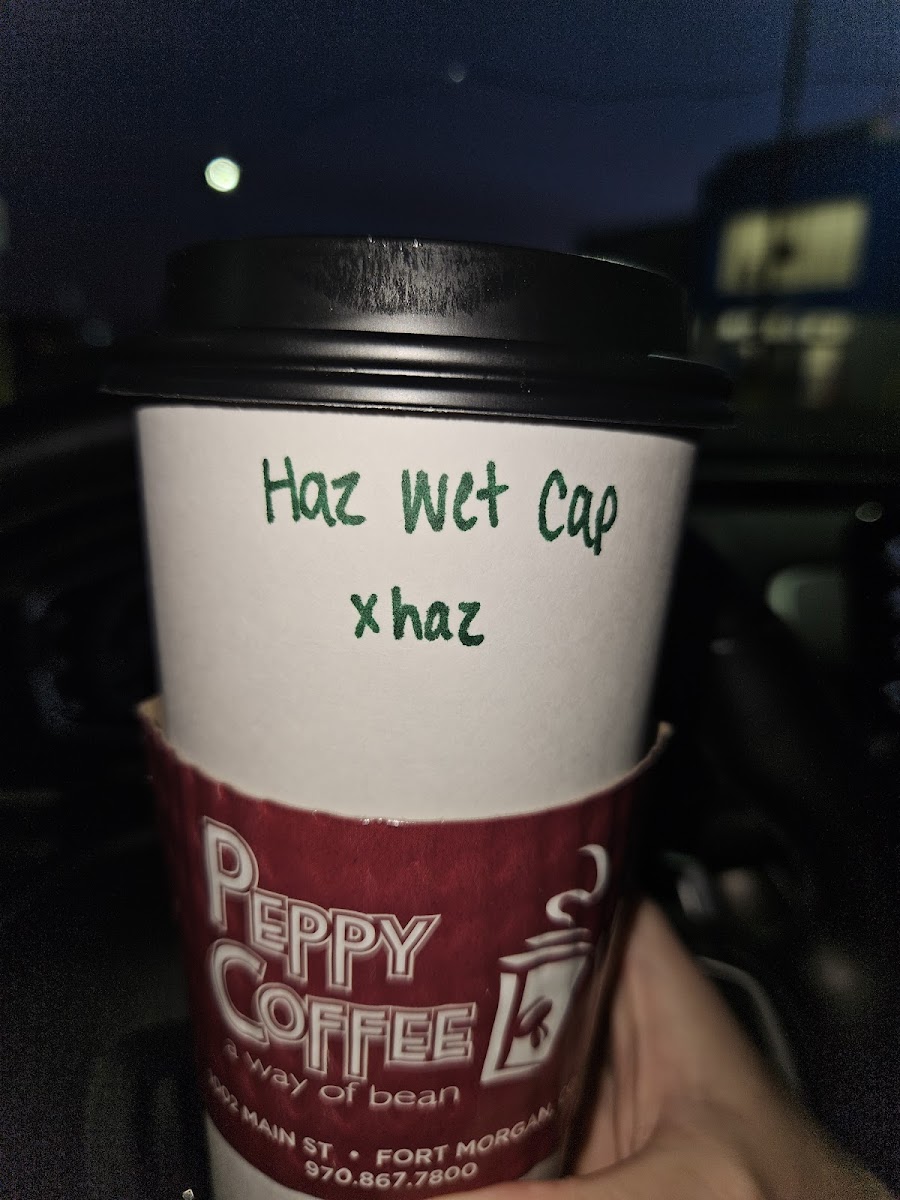 Haz Wet Cap
xhaz
PEPPY
COFFEE
a way of bean
MAIN ST. • FORT MORGAN,
970.867.7800